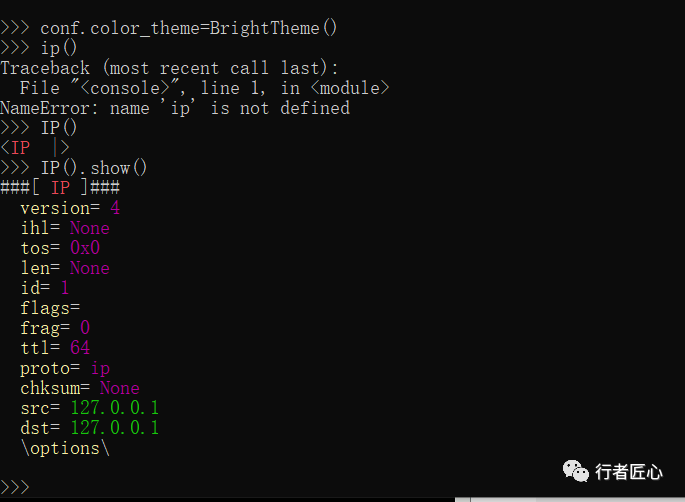 >>> conf.color_theme=BrightTheme()
>>> ip()
Traceback (most recent call last):
  File "<console>", line 1, in <module>
NameError: name 'ip' is not defined
>>> IP()
<IP  |>
>>> IP().show()
###[ IP ]###
  version= 4
  ihl= None
  tos= 0x0
  len= None
  id= 1
  flags=
  frag= 0
  ttl= 64
  proto= ip
  chksum= None
  src= 127.0.0.1
  dst= 127.0.0.1
  \options\
行者匠心
>>>